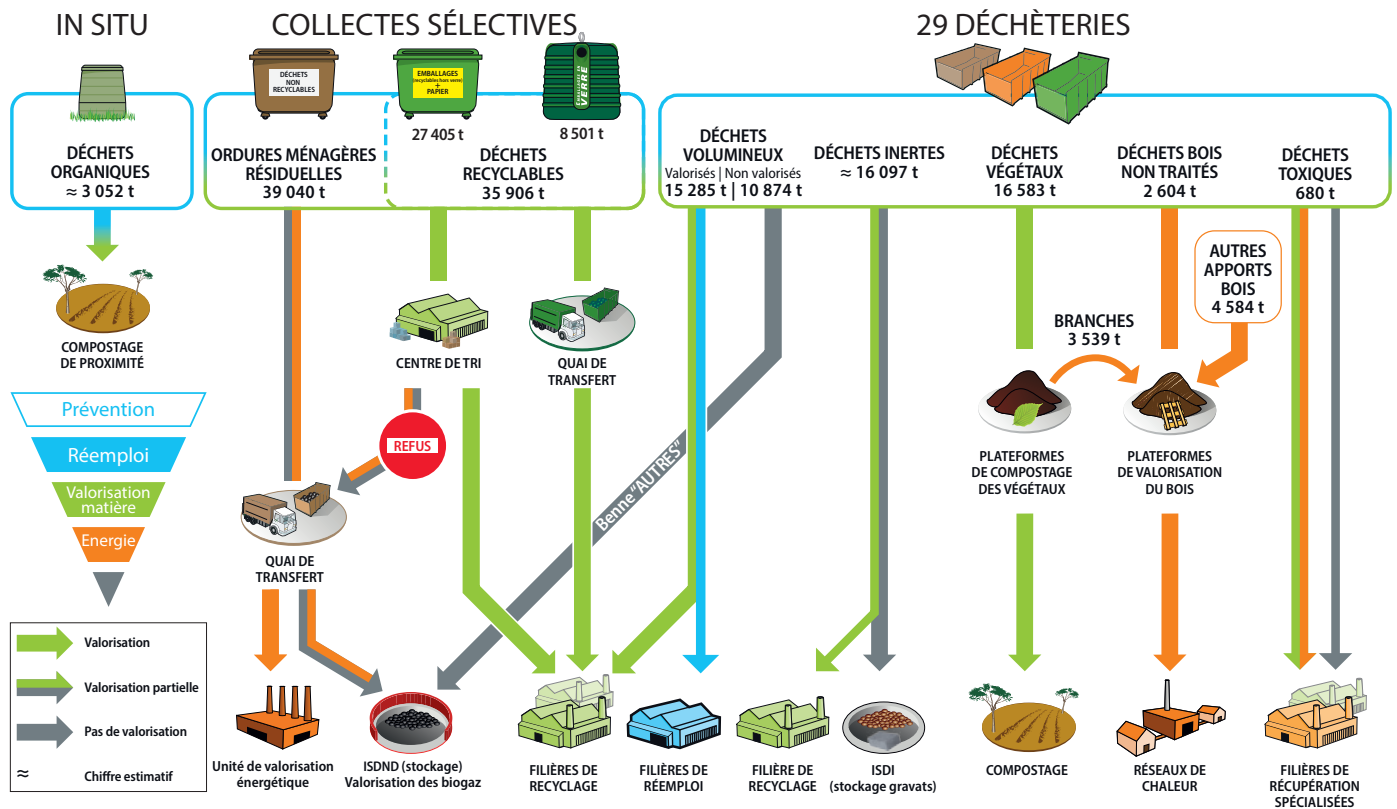 IN SITU
COLLECTES SÉLECTIVES
29 DÉCHÈTERIES
DÉCHETS
NON
RECYCLABLES
EMBALLAGES
(recyclables hors verre)
+
PAPIER
VERRE
27 405 t
8 501 t
DÉCHETS
ORGANIQUES
≈ 3 052 t
ORDURES MÉNAGÈRES
RÉSIDUELLES
39 040 t
DÉCHETS
RECYCLABLES
35 906 t
DÉCHETS
VOLUMINEUX
Valorisés | Non valorisés
15 285 t | 10 874 t
DÉCHETS INERTES
≈ 16 097 t
DÉCHETS
VÉGÉTAUX
16 583 t
DÉCHETS BOIS
NON TRAITÉS
2 604 t
DÉCHETS
TOXIQUES
680 t
AUTRES
APPORTS
BOIS
4 584 t
BRANCHES
3 539 t
COMPOSTAGE
DE PROXIMITÉ
CENTRE DE TRI
QUAI DE
TRANSFERT
REFUS
Prévention
Réemploi
Valorisation
matière
Energie
Benne "AUTRES"
PLATEFORMES
DE COMPOSTAGE
DES VÉGÉTAUX
PLATEFORMES
DE VALORISATION
DU BOIS
QUAI DE
TRANSFERT
Valorisation
Valorisation partielle
Pas de valorisation
≈ Chiffre estimatif
Unité de valorisation
énergétique
ISDND (stockage)
Valorisation des biogaz
FILIÈRES DE
RECYCLAGE
FILIÈRES DE
RÉEMPLOI
FILIÈRE DE
RECYCLAGE
ISDI
(stockage gravats)
COMPOSTAGE
RÉSEAUX DE
CHALEUR
FILIÈRES DE
RÉCUPÉRATION
SPÉCIALISÉES